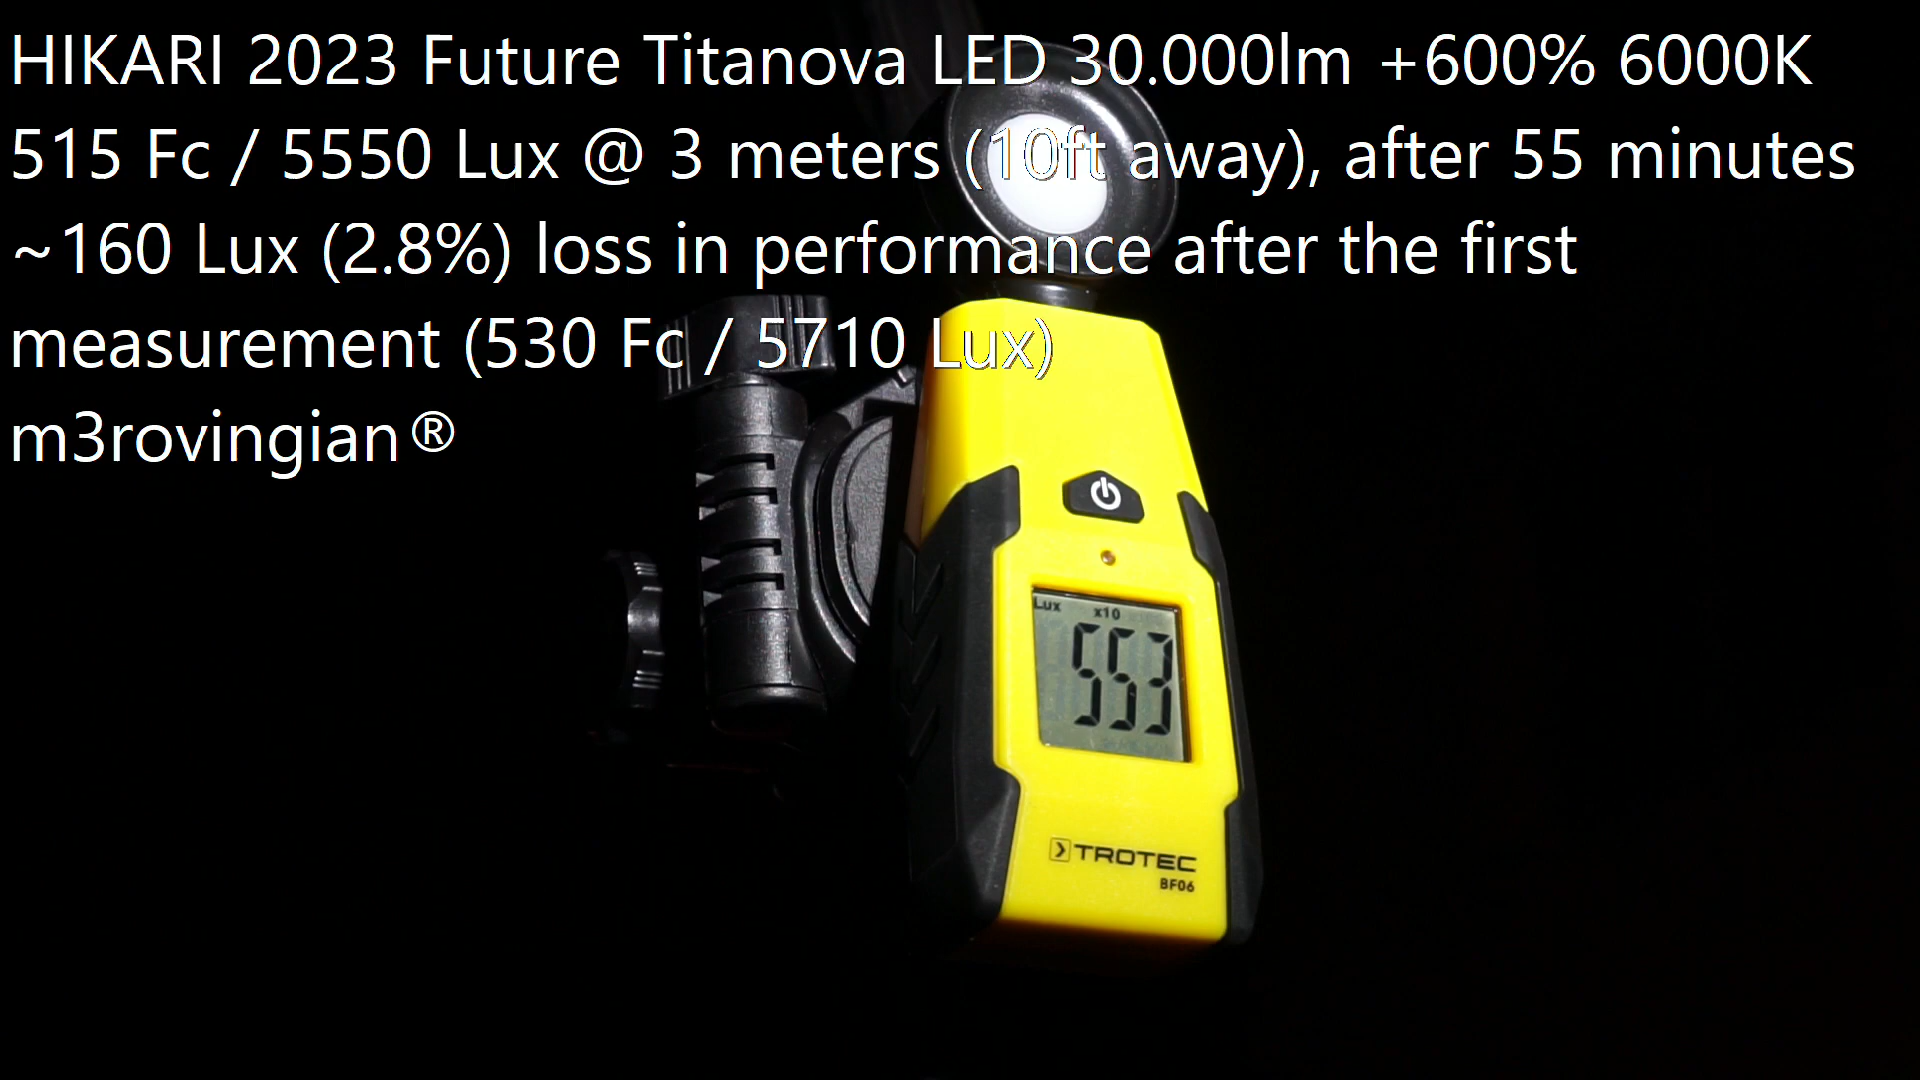 HIKARI 2023 Future Titanova LED 30.000lm +600% 6000K
515 Fc / 5550 Lux @ 3 meters (10ft away), after 55 minutes
~160 Lux (2.8%) loss in performance after the first
measurement (530 Fc / 5710 Lux)
m3rovingian®
Lux x10
553
TROTEC
BF06